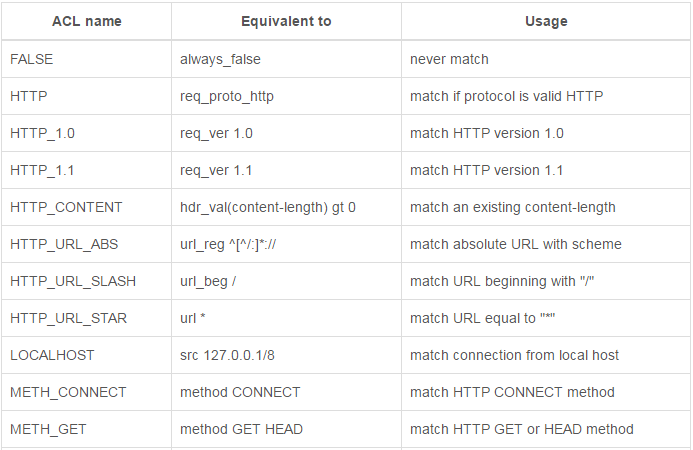 ACL name Equivalent to Usage
FALSE always_false never match
HTTP req_proto_http match if protocol is valid HTTP
HTTP_1.0 req_ver 1.0 match HTTP version 1.0
HTTP_1.1 req_ver 1.1 match HTTP version 1.1
HTTP_CONTENT hdr_val(content-length) gt 0 match an existing content-length
HTTP_URL_ABS url_reg ^[^/:]*:// match absolute URL with scheme
HTTP_URL_SLASH url_beg / match URL beginning with "/"
HTTP_URL_STAR url * match URL equal to "*"
LOCALHOST src 127.0.0.1/8 match connection from local host
METH_CONNECT method CONNECT match HTTP CONNECT method
METH_GET method GET HEAD match HTTP GET or HEAD method